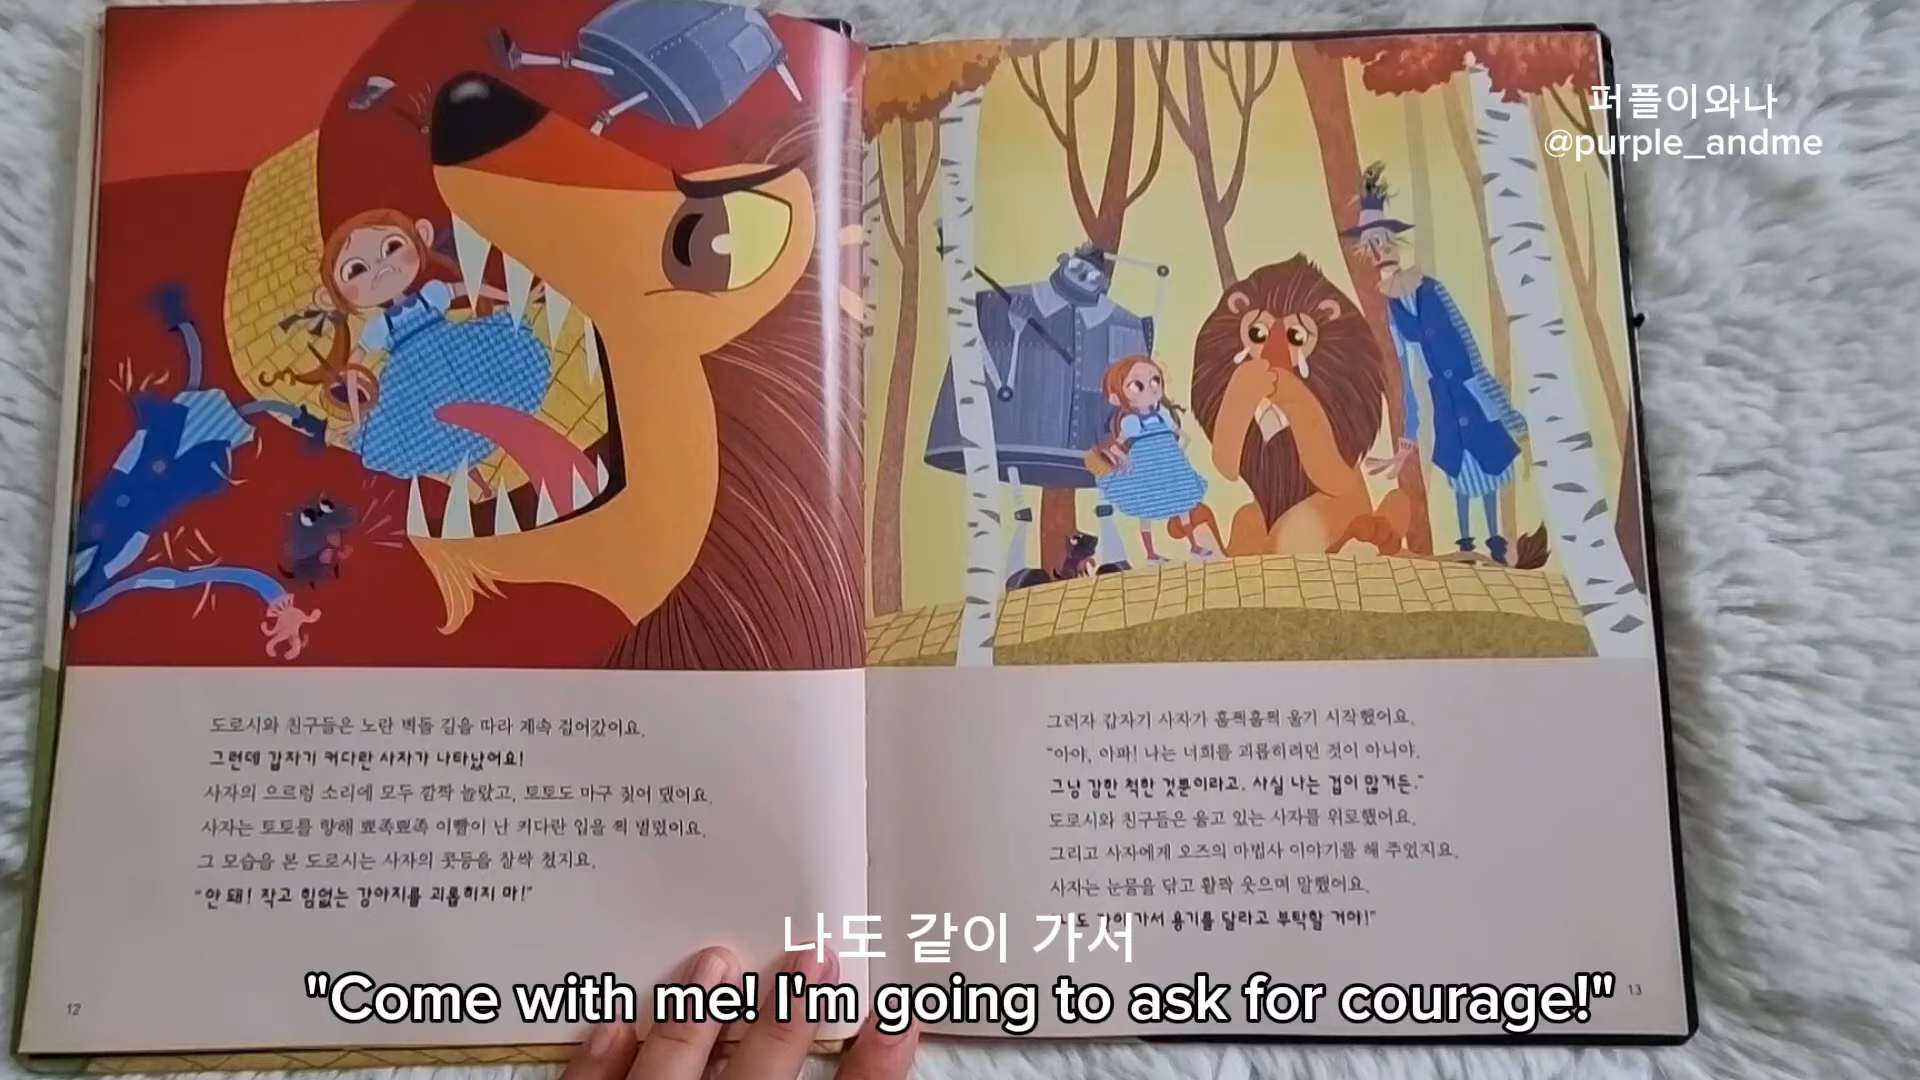 퍼플이와나
@purple_andme
도로시와 친구들은 노란 벽돌 길을 따라 계속 걸어갔어요.
그런데 갑자기 커다란 사자가 나타났어요!
사자의 으르렁 소리에 모두 깜짝 놀랐고, 토토도 마구 짖어 댔어요.
사자는 토토를 향해 뾰족뾰족 이빨이 난 커다란 입을 쩍 벌렸어요.
그 모습을 본 도로시는 사자의 콧등을 찰싹 쳤지요.
"안 돼! 작고 힘없는 강아지를 괴롭히지 마!"
12
그러자 갑자기 사자가 훌쩍훌쩍 울기 시작했어요.
"아야, 아파! 나는 너희를 괴롭히려던 것이 아니야.
그냥 강한 척한 것뿐이라고. 사실 나는 겁이 많거든."
도로시와 친구들은 울고 있는 사자를 위로했어요.
그리고 사자에게 오즈의 마법사 이야기를 해 주었지요.
사자는 눈물을 닦고 활짝 웃으며 말했어요.
가서 용기를 달라고 부탁할 거야!"
13
나도 같이 가서
"Come with me! I'm going to ask for courage!"